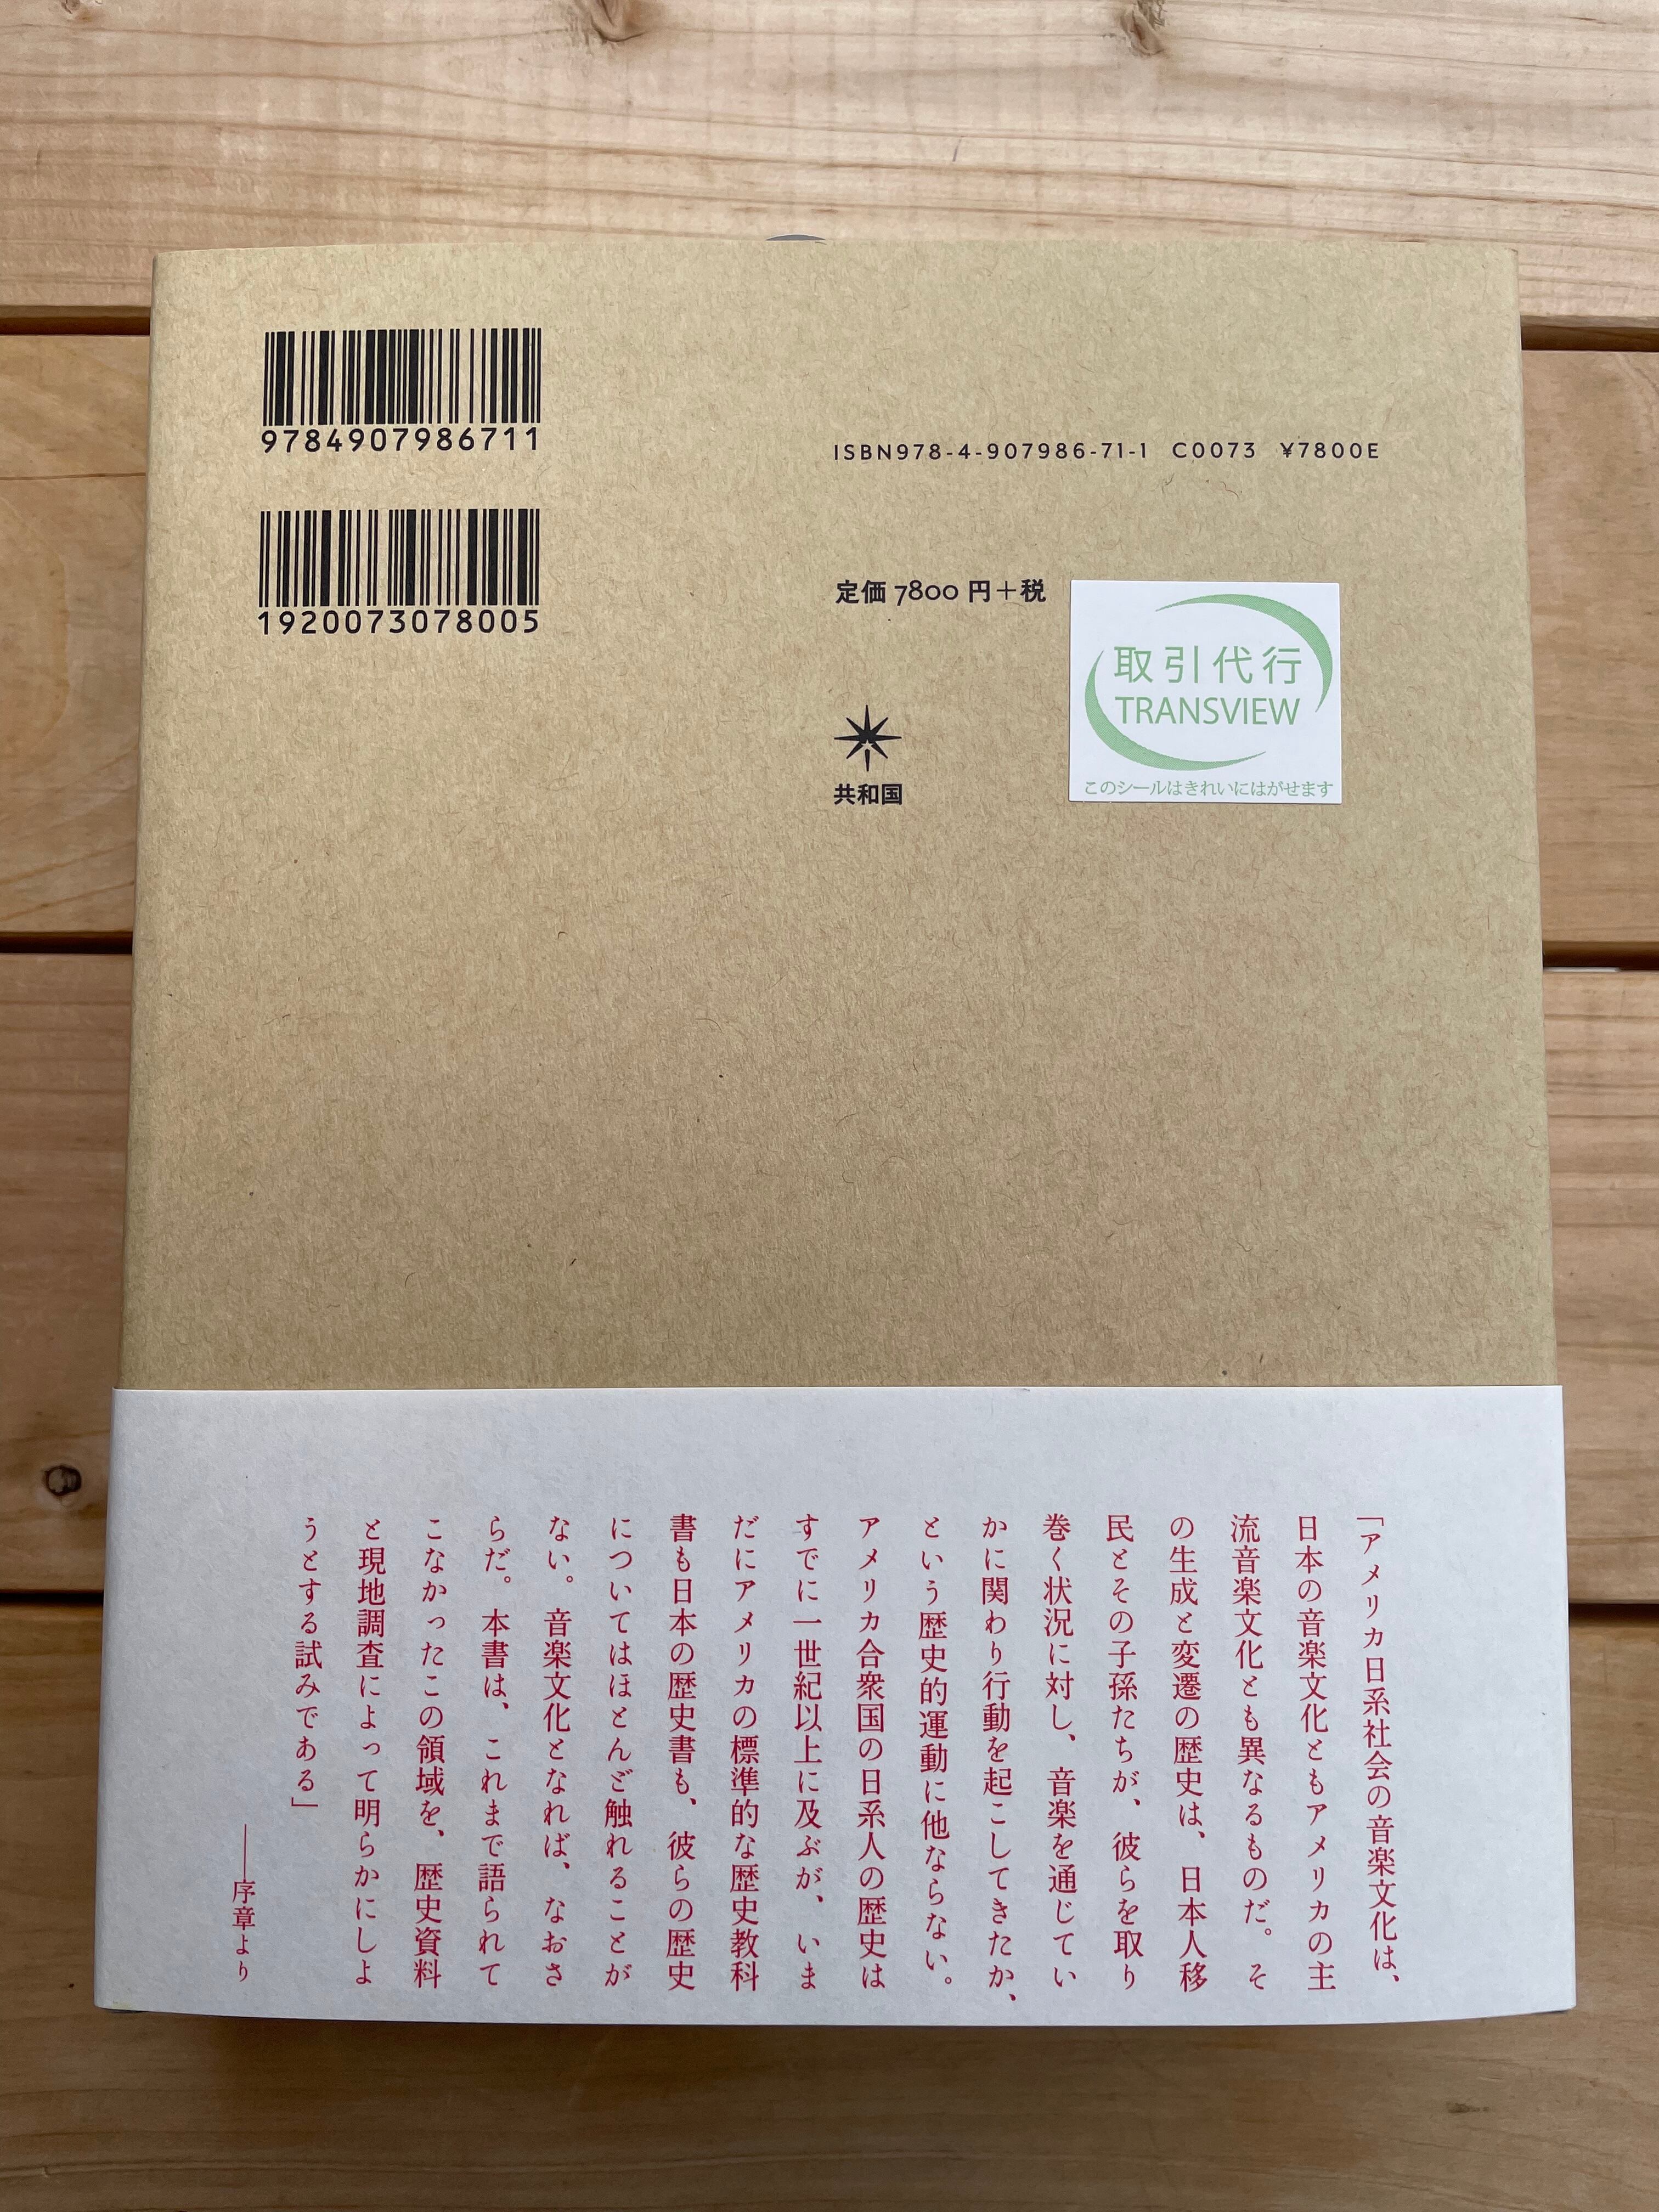 9784907986711
ISBN978-4-907986-71-1 C0073 ¥7800E
1920073078005
定価 7800 円＋税
取引代行
TRANSVIEW
このシールはきれいにはがせます
共和国
「アメリカ日系社会の音楽文化は、
日本の音楽文化ともアメリカの主
流音楽文化とも異なるものだ。そ
の生成と変遷の歴史は、日本人移
民とその子孫たちが、彼らを取り
巻く状況に対し、音楽を通じてい
かに関わり行動を起こしてきたか、
という歴史的運動に他ならない。
アメリカ合衆国の日系人の歴史は
すでに一世紀以上に及ぶが、いま
だにアメリカの標準的な歴史教科
書も日本の歴史書も、彼らの歴史
についてはほとんど触れることが
ない。音楽文化となれば、なおさ
らだ。本書は、これまで語られて
こなかったこの領域を、歴史資料
と現地調査によって明らかにしよ
うとする試みである」
──序章より